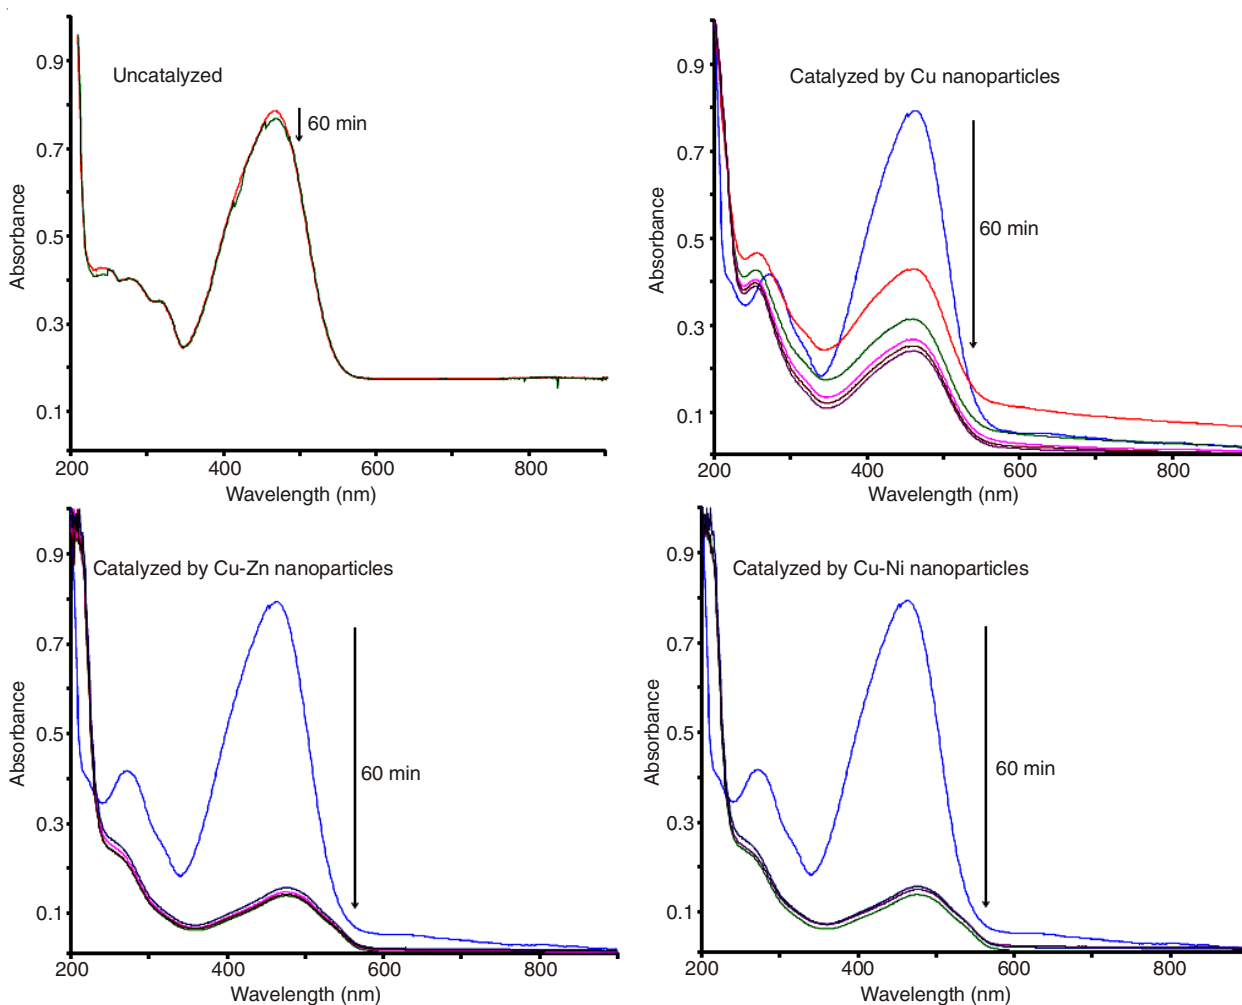 Uncatalyzed
60 min
0.9
0.7
0.5
0.3
0.1
Absorbance
200
400
600
800
Wavelength (nm)
Catalyzed by Cu nanoparticles
60 min
0.9
0.7
0.5
0.3
0.1
Absorbance
200
400
600
800
Wavelength (nm)
Catalyzed by Cu-Zn nanoparticles
60 min
0.9
0.7
0.5
0.3
0.1
Absorbance
200
400
600
800
Wavelength (nm)
Catalyzed by Cu-Ni nanoparticles
60 min
0.9
0.7
0.5
0.3
0.1
Absorbance
200
400
600
800
Wavelength (nm)